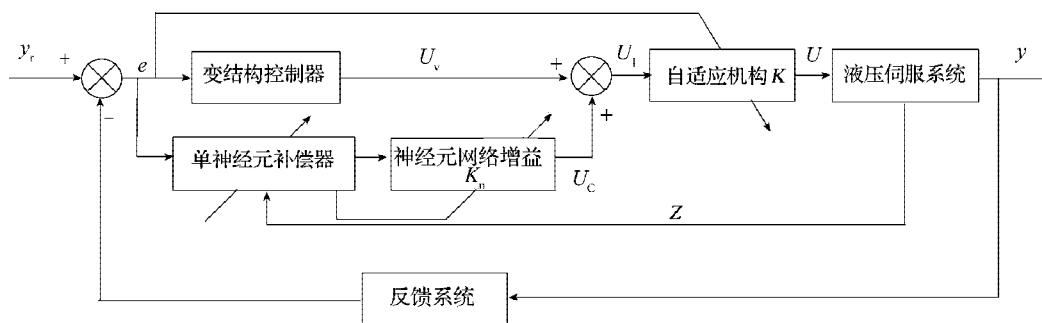 y_r
+
e
变结构控制器
U_v
+
U_1
自适应机构 K
U
液压伺服系统
y
−
+
单神经元补偿器
神经元网络增益
K_n
U_C
Z
反馈系统